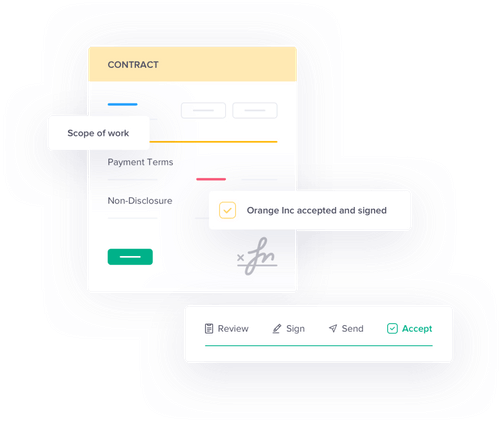 CONTRACT
Scope of work
Payment Terms
Non-Disclosure
Orange Inc accepted and signed
Review
Sign
Send
Accept